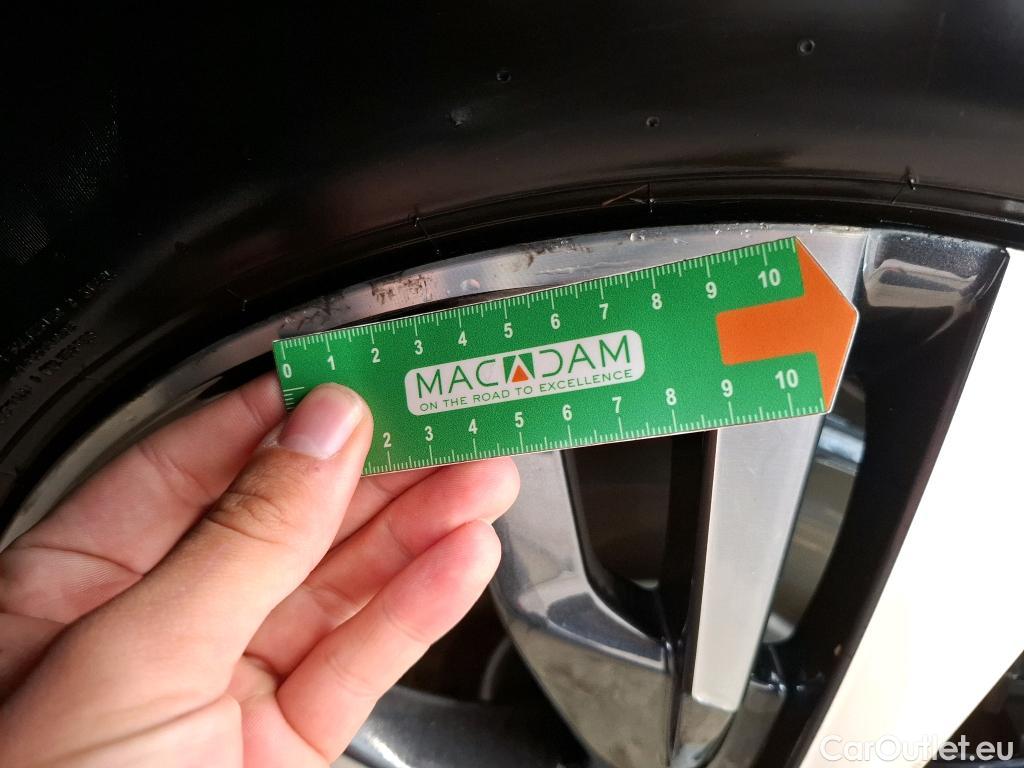 0 1 2 3 4 5 6 7 8 9 10
MACADAM
ON THE ROAD TO EXCELLENCE
2 3 4 5 6 7 8 9 10
CarOutlet.eu